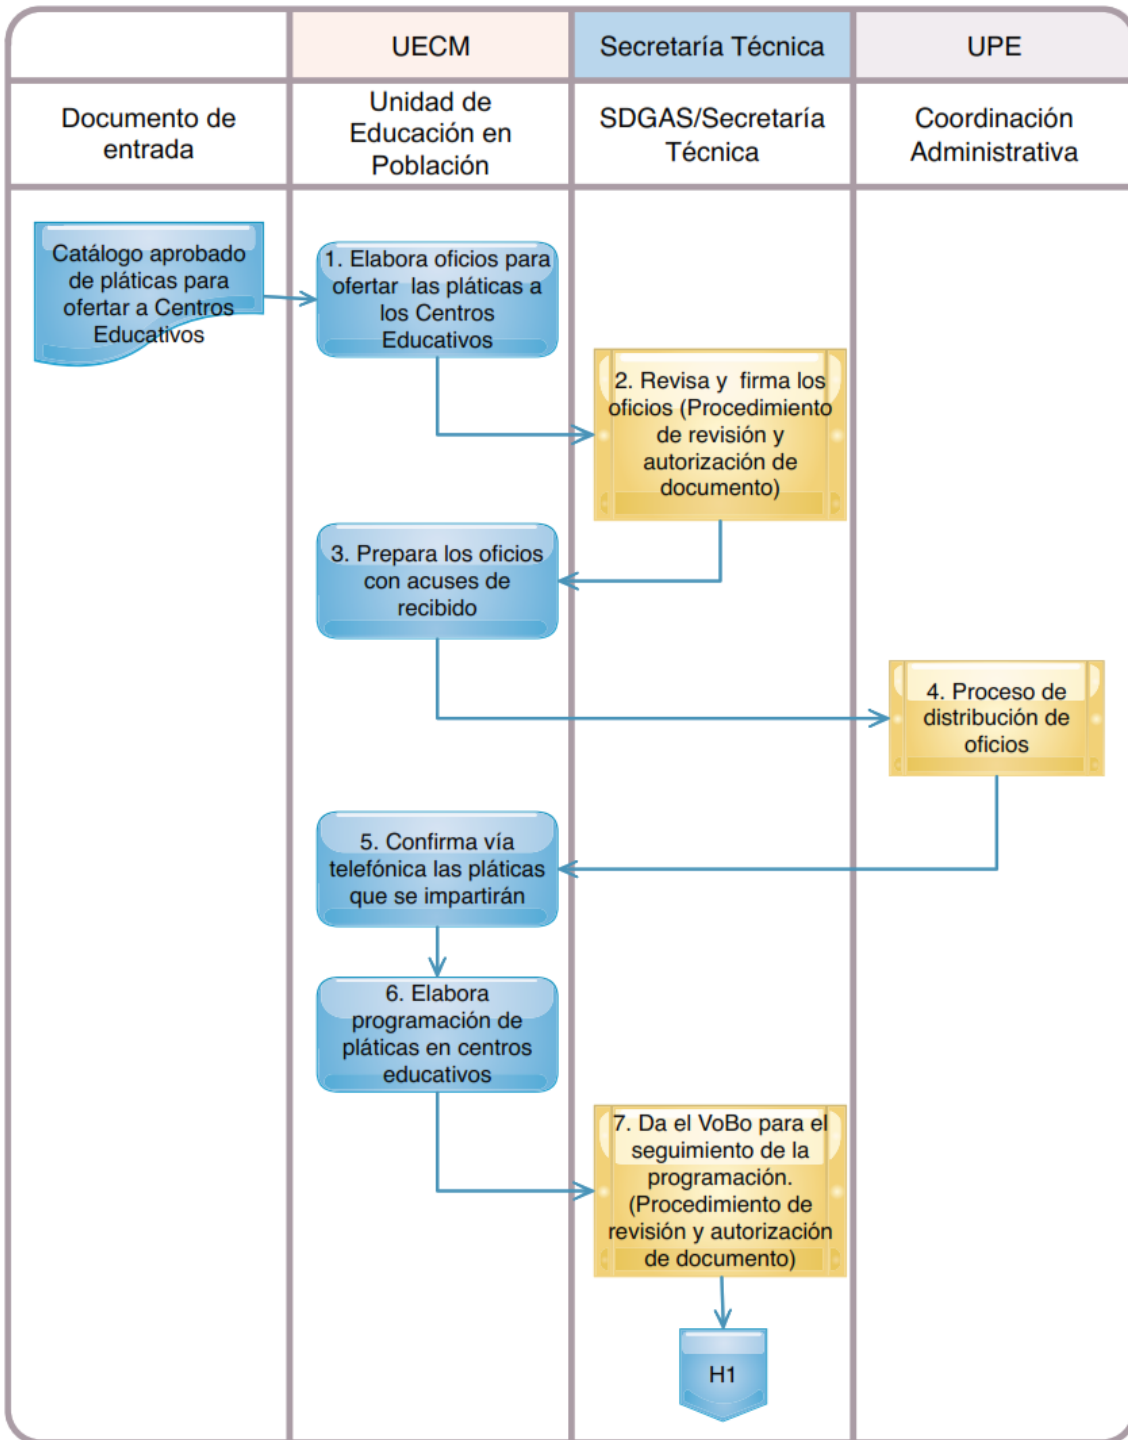 UECM
Secretaría Técnica
UPE
Documento de
entrada
Unidad de
Educación en
Población
SDGAS/Secretaría
Técnica
Coordinación
Administrativa
Catálogo aprobado
de pláticas para
ofertar a Centros
Educativos
1. Elabora oficios para
ofertar las pláticas a
los Centros
Educativos
2. Revisa y firma los
oficios (Procedimiento
de revisión y
autorización de
documento)
3. Prepara los oficios
con acuses de
recibido
4. Proceso de
distribución de
oficios
5. Confirma vía
telefónica las pláticas
que se impartirán
6. Elabora
programación de
pláticas en centros
educativos
7. Da el VoBo para el
seguimiento de la
programación.
(Procedimiento de
revisión y autorización
de documento)
H1